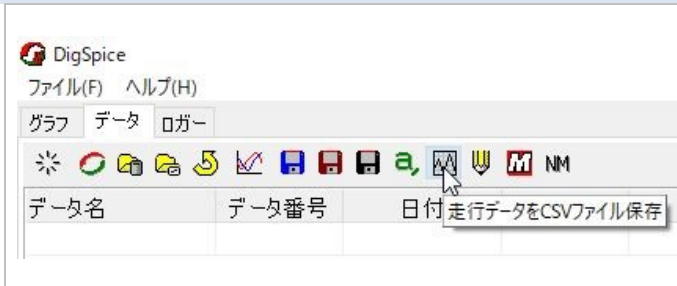 DigSpice
ファイル(F) ヘルプ(H)
グラフ データ ロガー
a, M NM
データ名 データ番号 日付
走行データをCSVファイル保存